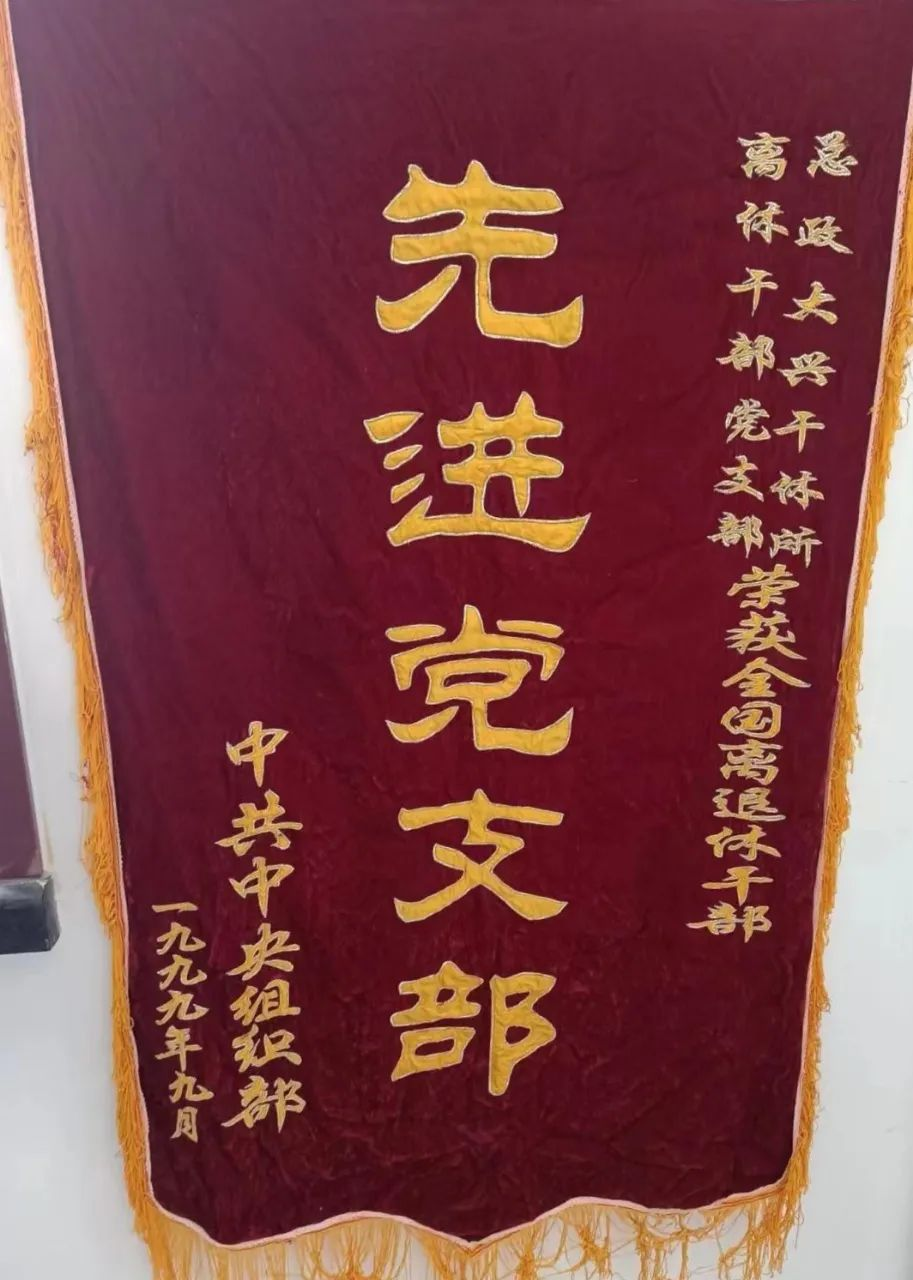 总政大兴干休所
离休干部党支部荣获全国离退休干部
先进党支部
中共中央组织部
一九九九年九月